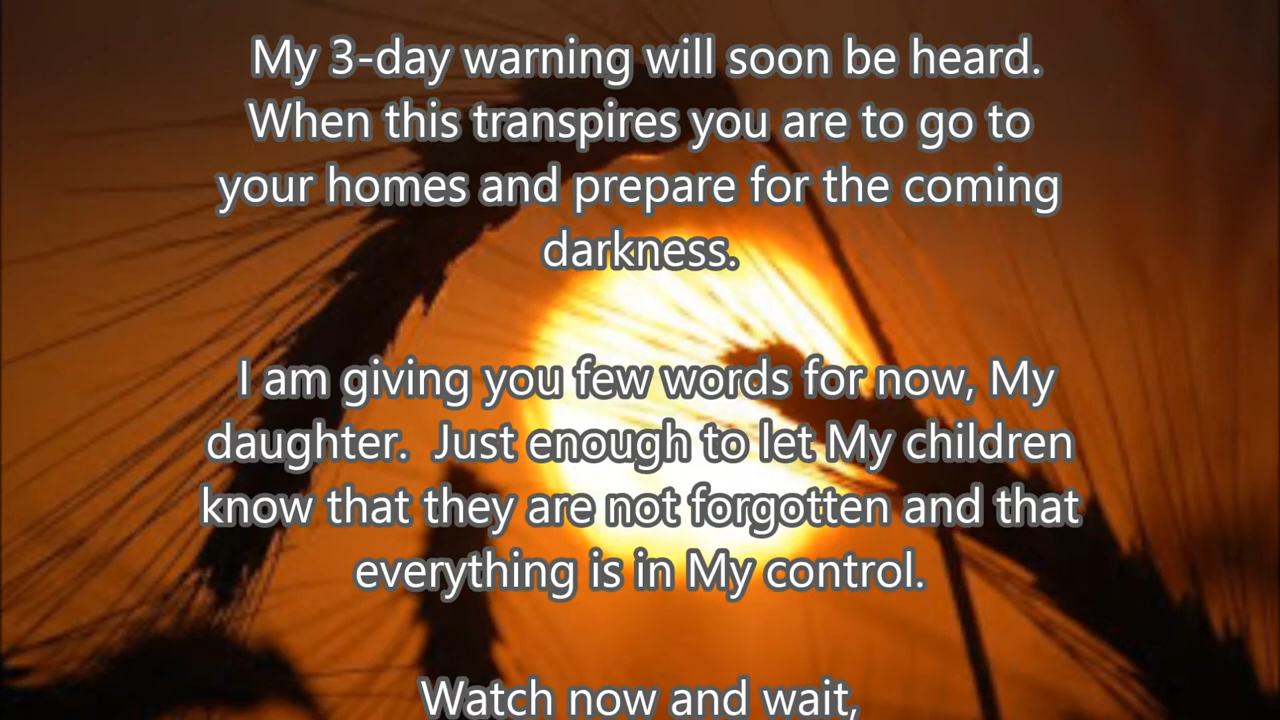 My 3-day warning will soon be heard.
When this transpires you are to go to
your homes and prepare for the coming
darkness.
I am giving you few words for now, My
daughter.  Just enough to let My children
know that they are not forgotten and that
everything is in My control.
Watch now and wait,